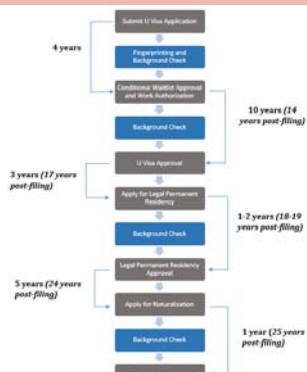 Submit U Visa Application
4 years
Fingerprinting and
Background Check
Conditional Waitlist Approval
and Work Authorization
10 years (14
years post-filing)
Background Check
U Visa Approval
3 years (17 years
post-filing)
Apply for Legal Permanent
Residency
1-2 years (18-19
years post-filing)
Background Check
Legal Permanent Residency
Approval
5 years (24 years
post-filing)
Apply for Naturalization
1 year (25 years
post-filing)
Background Check